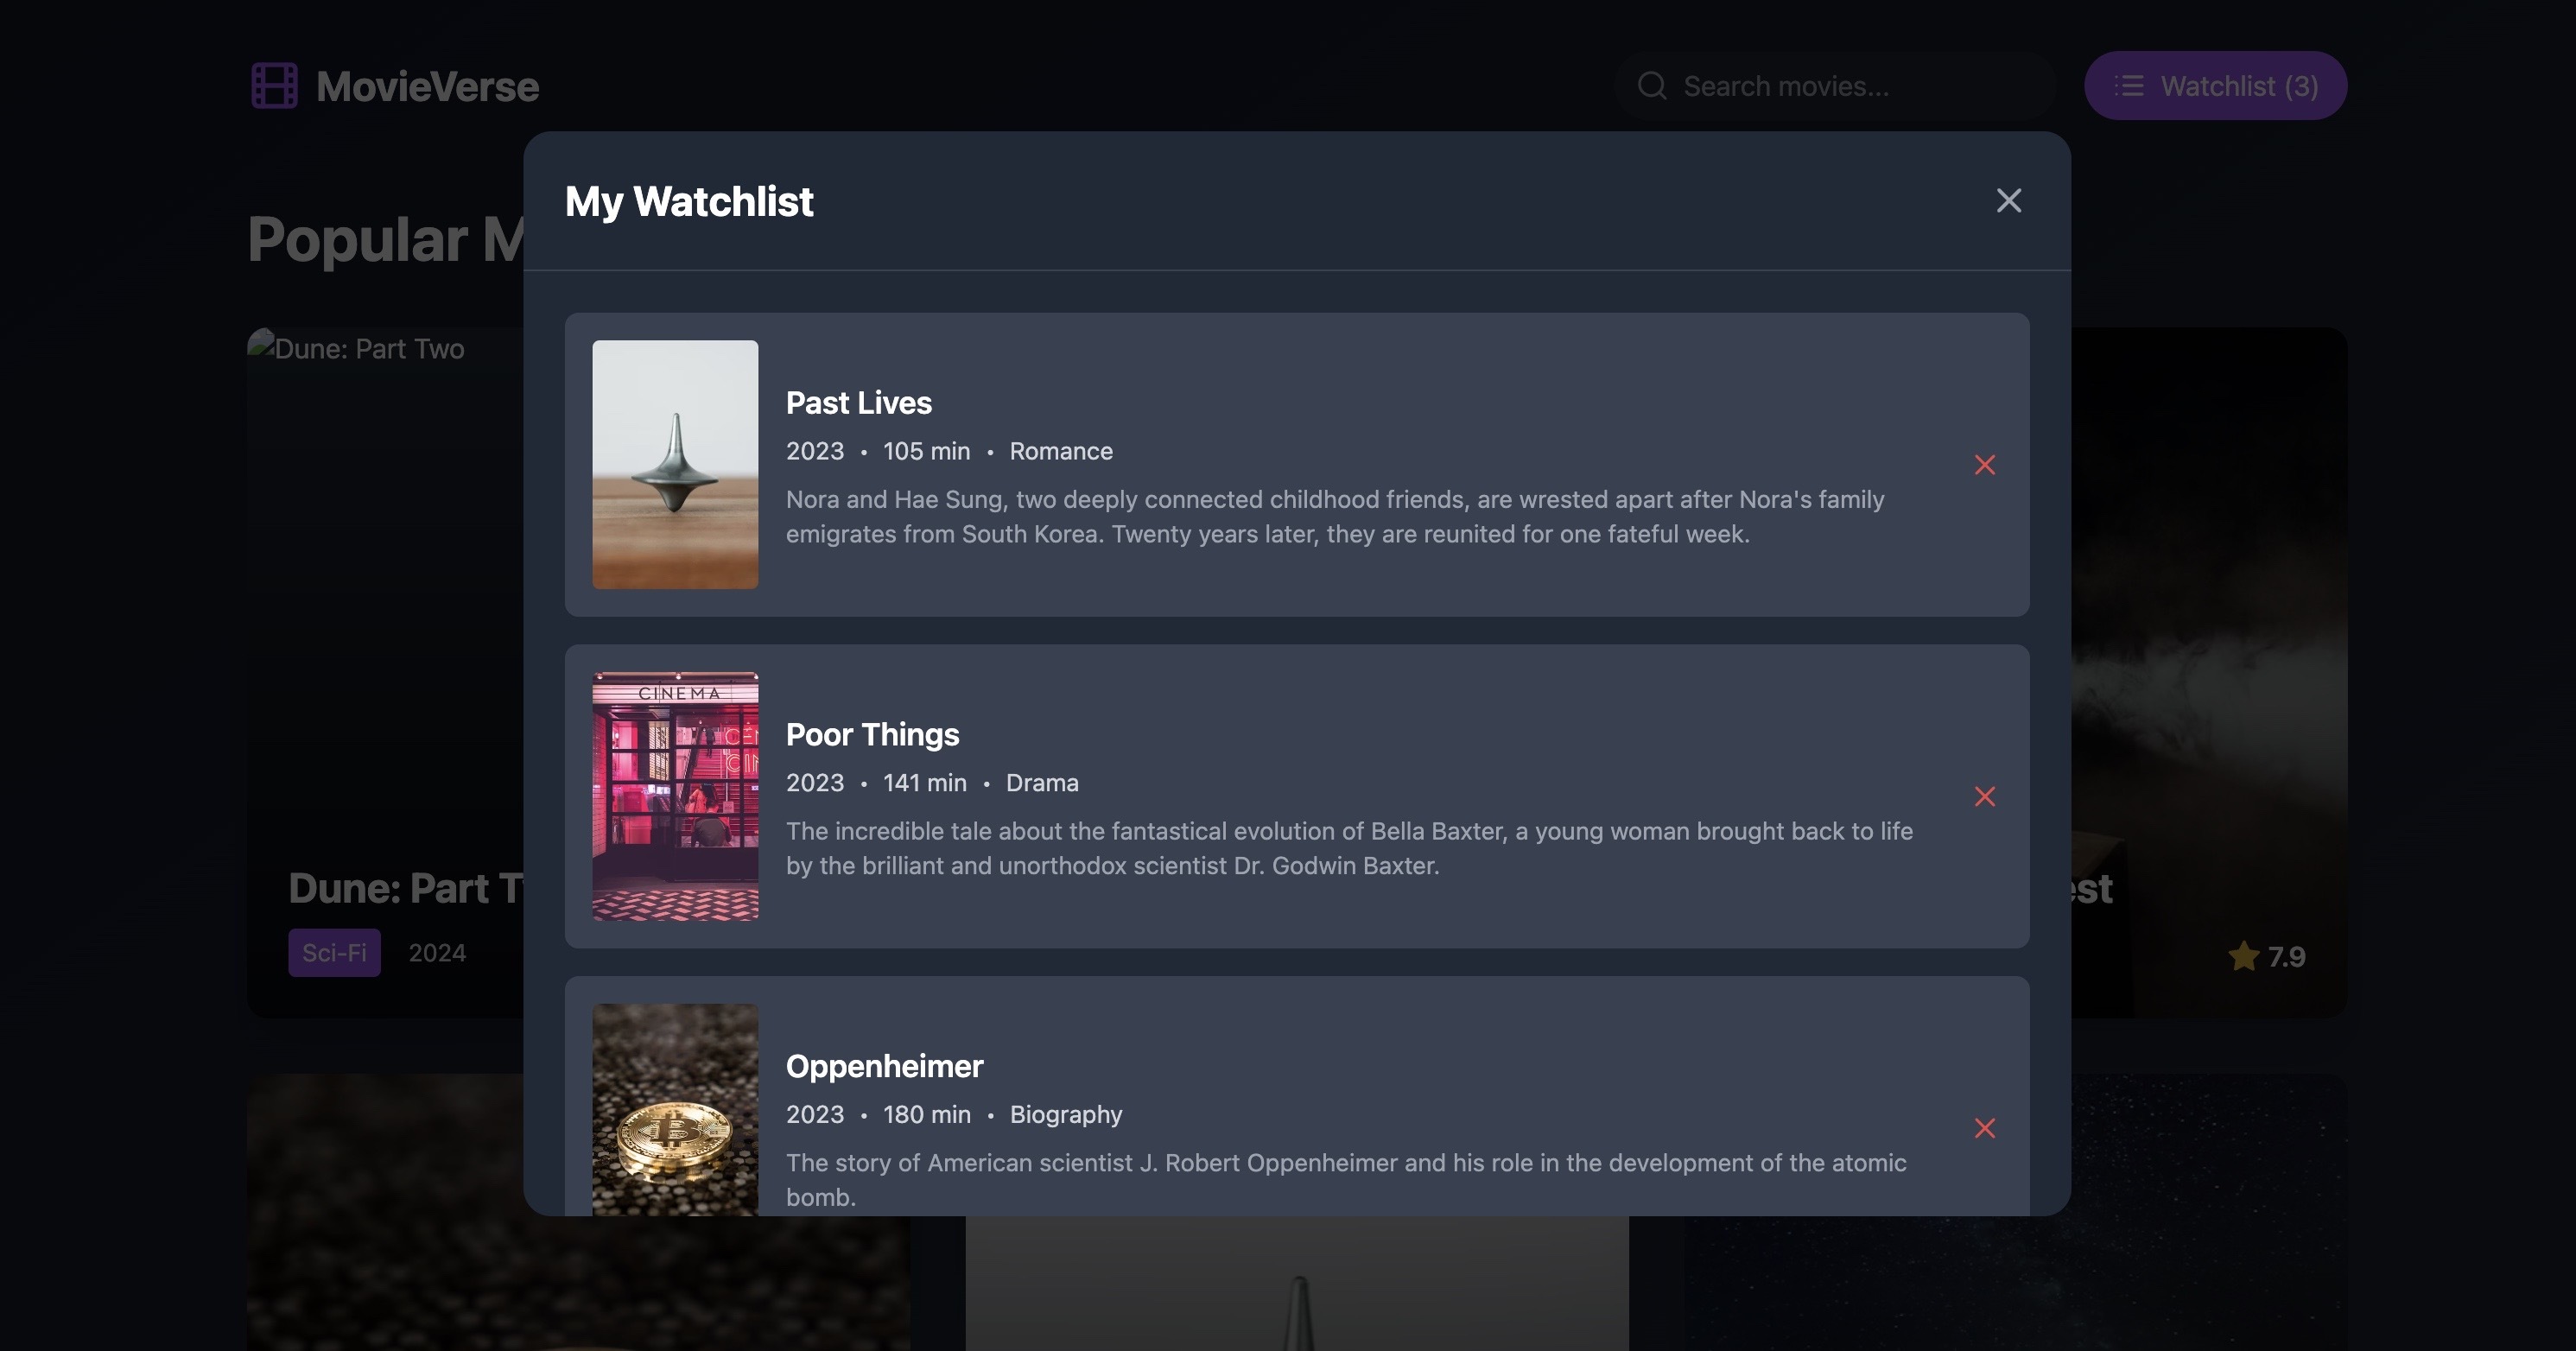 MovieVerse
Search movies...
Watchlist (3)
Popular M
My Watchlist
Dune: Part Two
Past Lives
2023 • 105 min • Romance
Nora and Hae Sung, two deeply connected childhood friends, are wrested apart after Nora's family
emigrates from South Korea. Twenty years later, they are reunited for one fateful week.
CINEMA
Poor Things
2023 • 141 min • Drama
The incredible tale about the fantastical evolution of Bella Baxter, a young woman brought back to life
by the brilliant and unorthodox scientist Dr. Godwin Baxter.
Dune: Part T
Sci-Fi
2024
est
7.9
Oppenheimer
2023 • 180 min • Biography
The story of American scientist J. Robert Oppenheimer and his role in the development of the atomic
bomb.